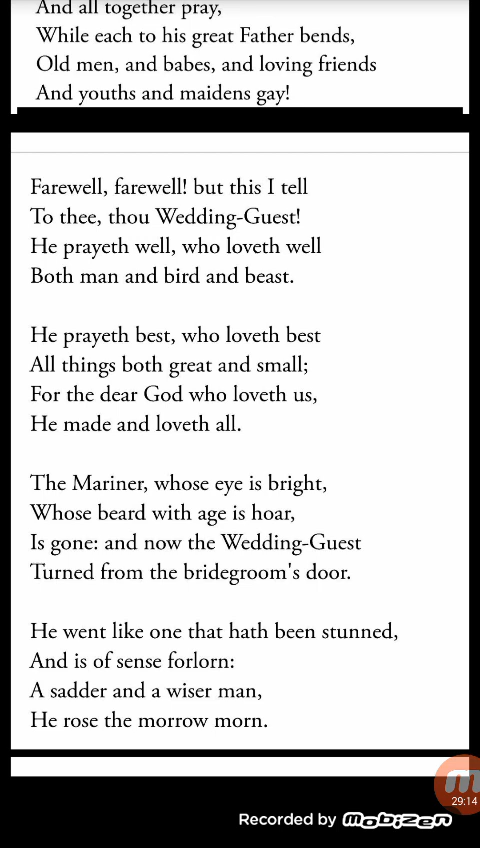 And all together pray,
While each to his great Father bends,
Old men, and babes, and loving friends
And youths and maidens gay!
Farewell, farewell! but this I tell
To thee, thou Wedding-Guest!
He prayeth well, who loveth well
Both man and bird and beast.
He prayeth best, who loveth best
All things both great and small;
For the dear God who loveth us,
He made and loveth all.
The Mariner, whose eye is bright,
Whose beard with age is hoar,
Is gone: and now the Wedding-Guest
Turned from the bridegroom's door.
He went like one that hath been stunned,
And is of sense forlorn:
A sadder and a wiser man,
He rose the morrow morn.
29:14
Recorded by Mobizen